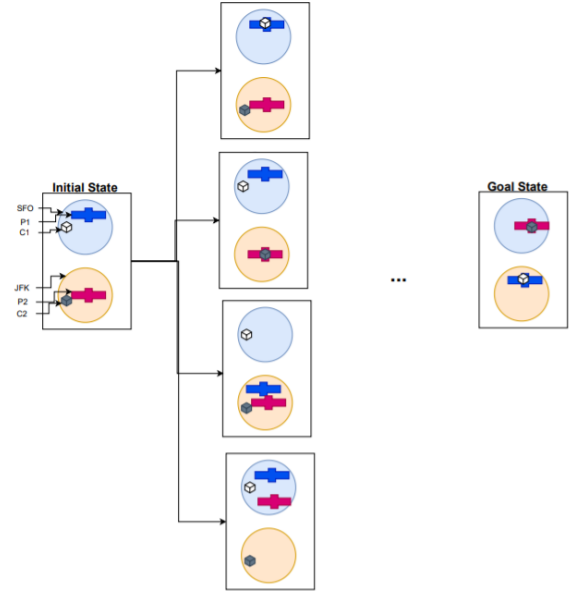 Initial State
SFO
P1
C1
JFK
P2
C2
...
Goal State